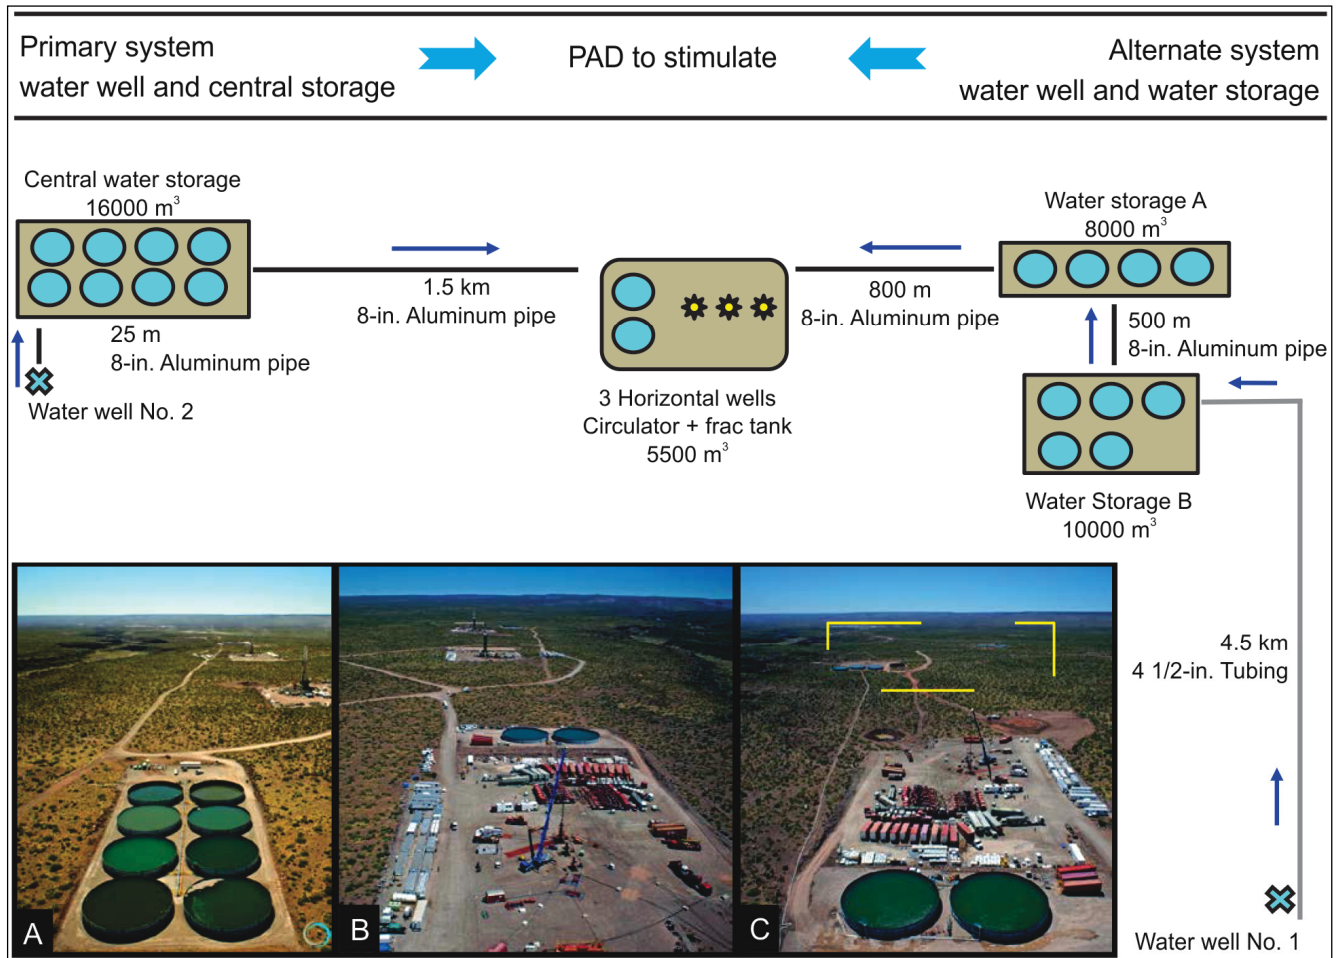 Primary system
water well and central storage
PAD to stimulate
Alternate system
water well and water storage
Central water storage
16000 m³
25 m
8-in. Aluminum pipe
Water well No. 2
1.5 km
8-in. Aluminum pipe
3 Horizontal wells
Circulator + frac tank
5500 m³
800 m
8-in. Aluminum pipe
Water storage A
8000 m³
500 m
8-in. Aluminum pipe
Water Storage B
10000 m³
4.5 km
4 1/2-in. Tubing
Water well No. 1
A
B
C